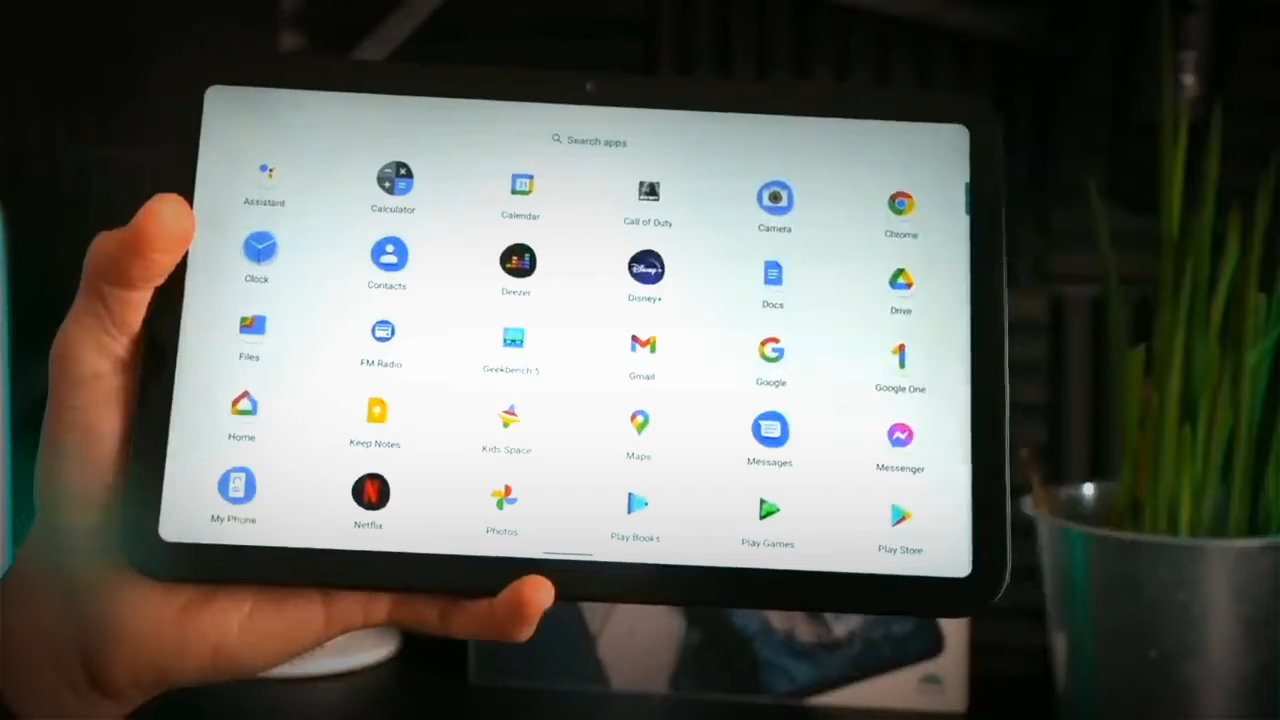 Search apps
Assistant
Calculator
31
Calendar
Call of Duty
Camera
Chrome
Clock
Contacts
Deezer
Disney+
Disney+
Docs
Drive
Files
FM Radio
Geekbench 5
Gmail
Google
Google One
Home
Keep Notes
Kids Space
Maps
Messages
Messenger
My Phone
Netflix
Photos
Play Books
Play Games
Play Store